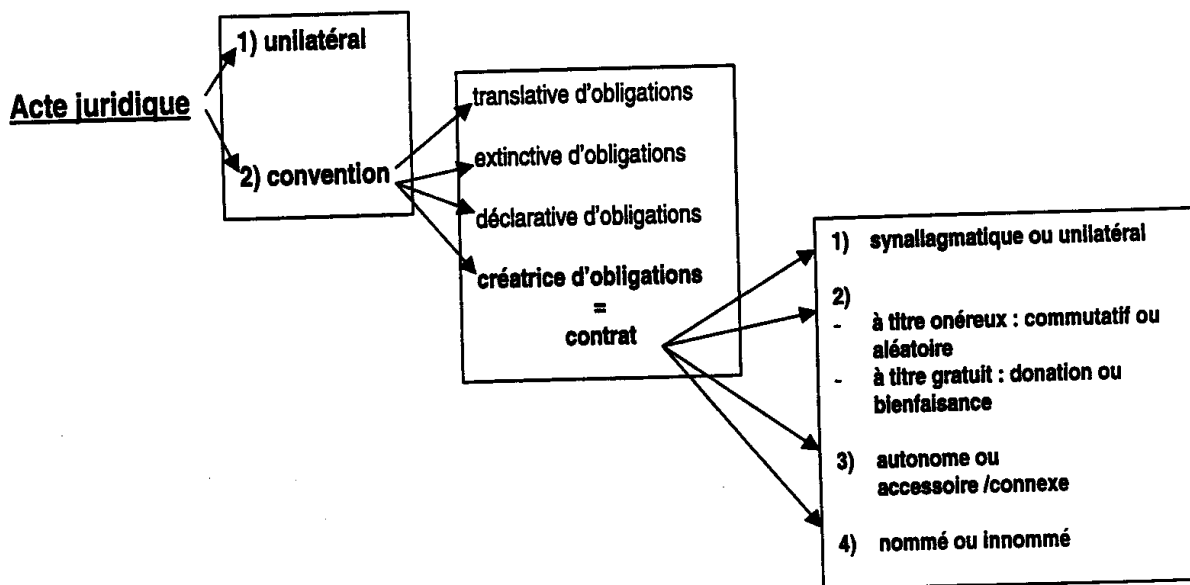 Acte juridique
1) unilatéral
2) convention
translative d'obligations
extinctive d'obligations
déclarative d'obligations
créatrice d'obligations
=
contrat
1) synallagmatique ou unilatéral
2)
- à titre onéreux : commutatif ou
aléatoire
- à titre gratuit : donation ou
bienfaisance
3) autonome ou
accessoire /connexe
4) nommé ou innommé